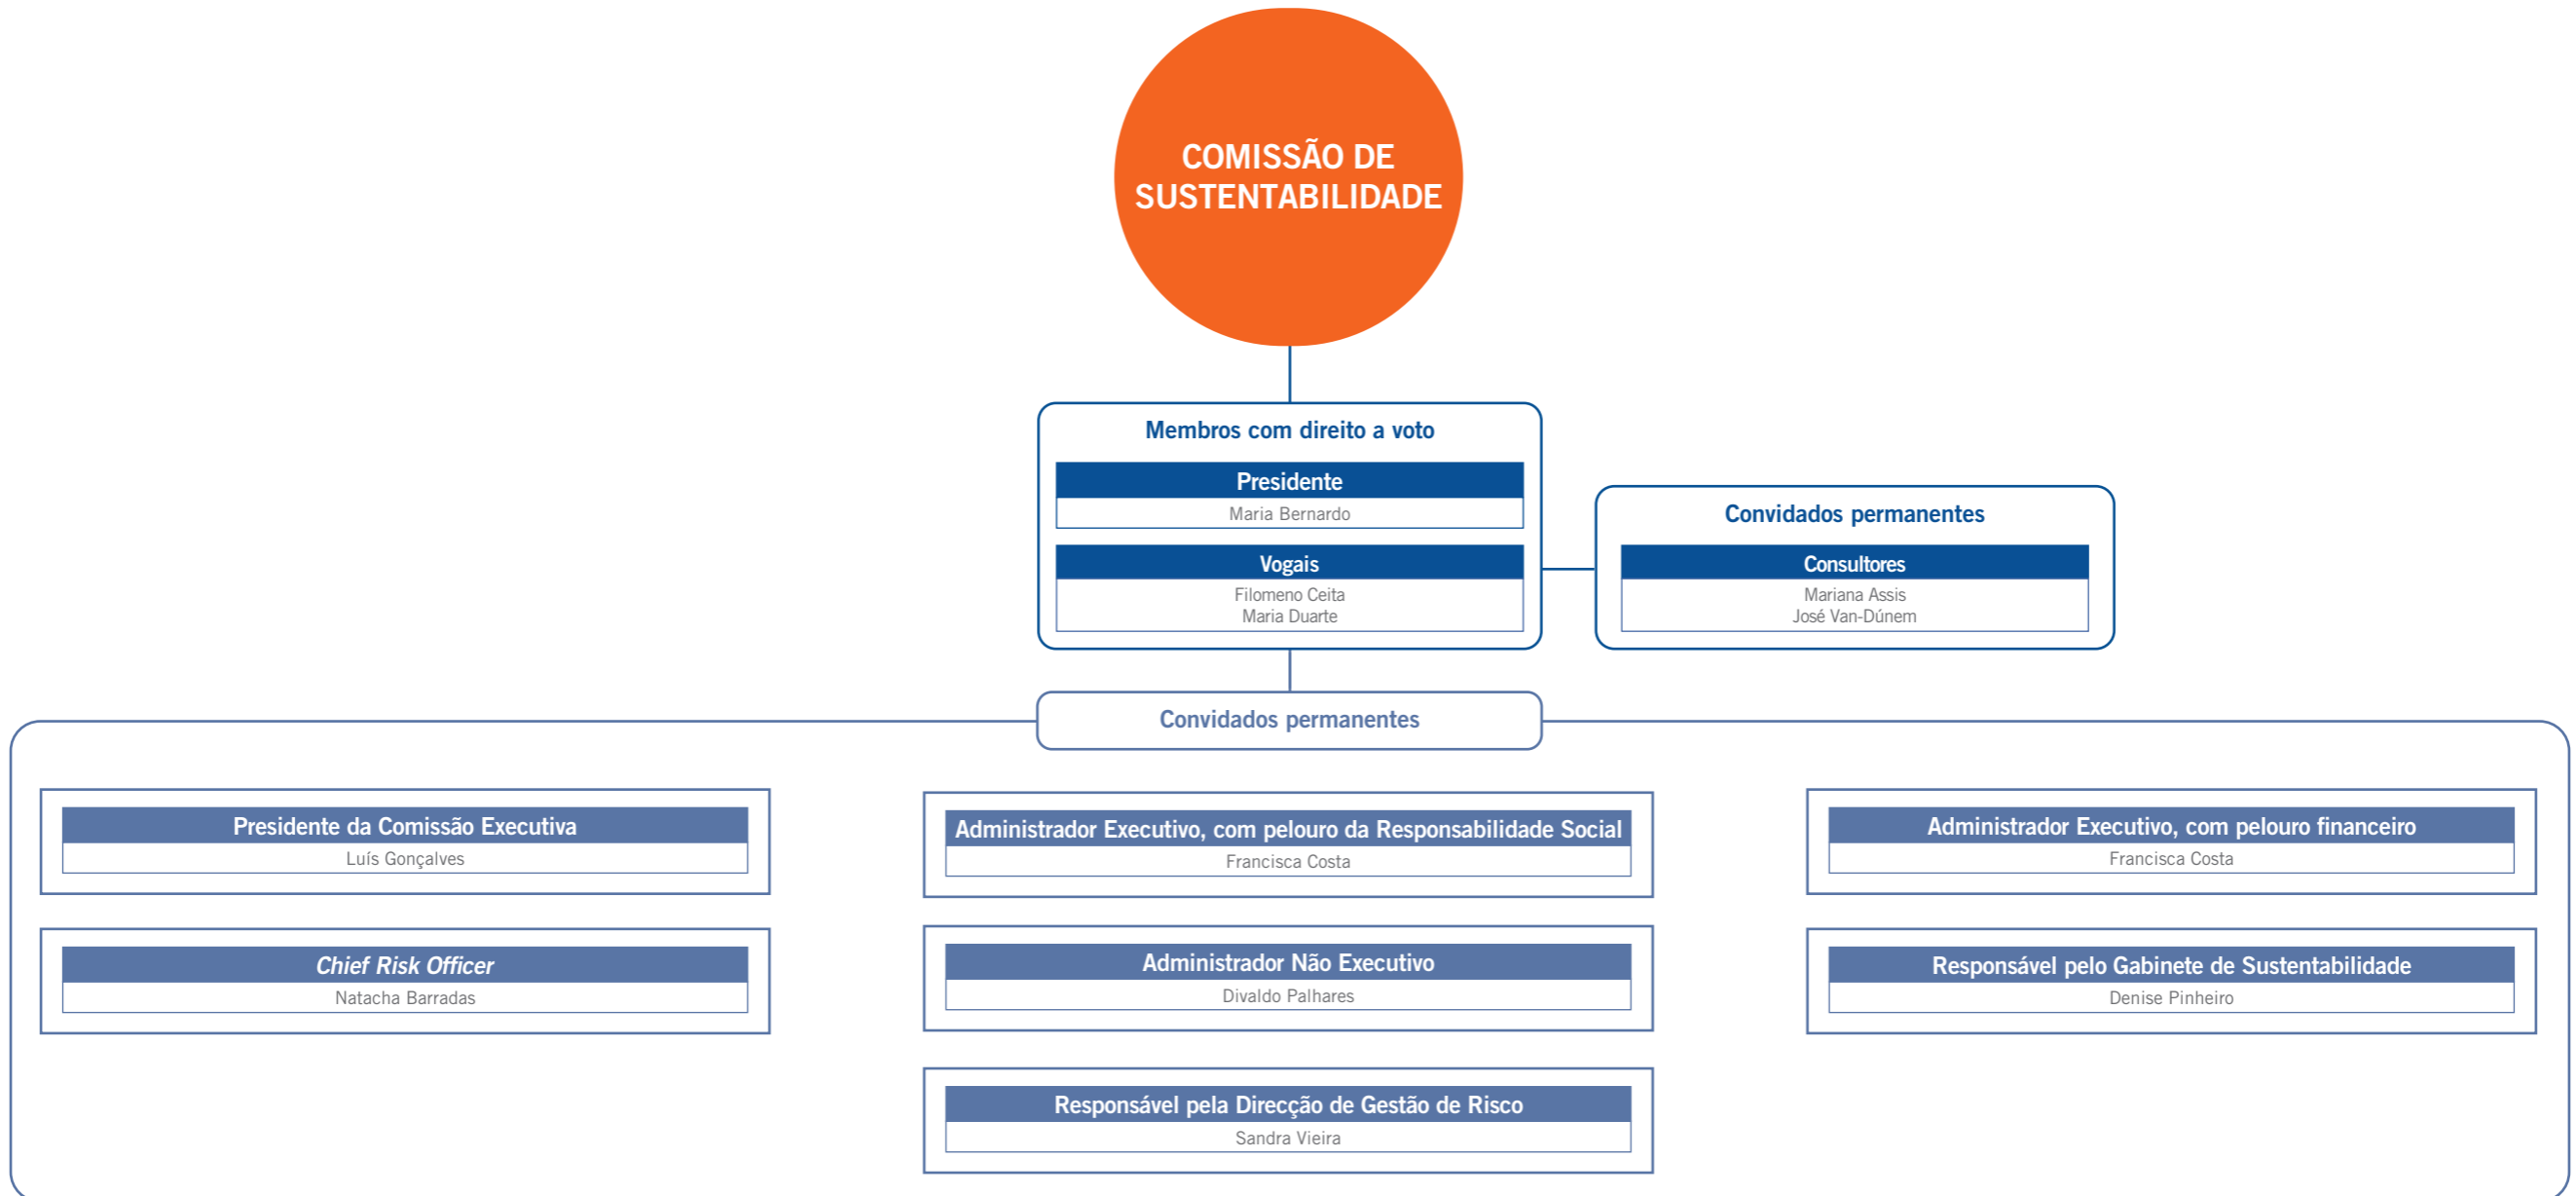 COMISSÃO DE
SUSTENTABILIDADE
Membros com direito a voto
Presidente
Maria Bernardo
Vogais
Filomeno Ceita
Maria Duarte
Convidados permanentes
Consultores
Mariana Assis
José Van-Dúnem
Convidados permanentes
Presidente da Comissão Executiva
Luís Gonçalves
Administrador Executivo, com pelouro da Responsabilidade Social
Francisca Costa
Administrador Executivo, com pelouro financeiro
Francisca Costa
Chief Risk Officer
Natacha Barradas
Administrador Não Executivo
Divaldo Palhares
Responsável pelo Gabinete de Sustentabilidade
Denise Pinheiro
Responsável pela Direcção de Gestão de Risco
Sandra Vieira